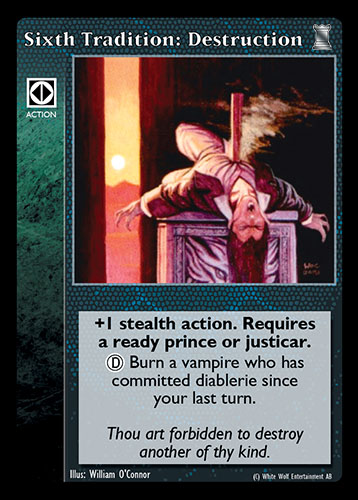 Sixth Tradition: Destruction
ACTION
+1 stealth action. Requires
a ready prince or justicar.
D Burn a vampire who has
committed diablerie since
your last turn.
Thou art forbidden to destroy
another of thy kind.
Illus: William O'Connor
(C) White Wolf Entertainment AB